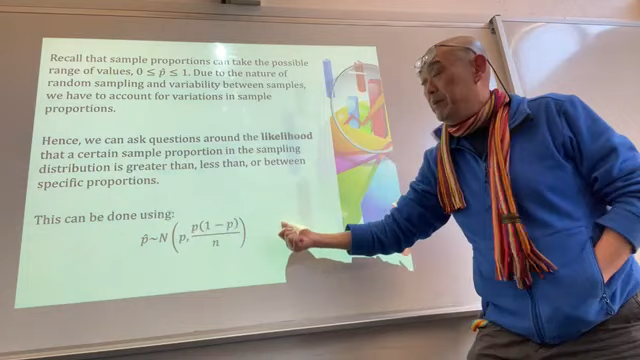 Recall that sample proportions can take the possible
range of values, 0 ≤ p̂ ≤ 1. Due to the nature of
random sampling and variability between samples,
we have to account for variations in sample
proportions.
Hence, we can ask questions around the likelihood
that a certain sample proportion in the sampling
distribution is greater than, less than, or between
specific proportions.
This can be done using:
p̂~N(p, p(1 − p)/n)